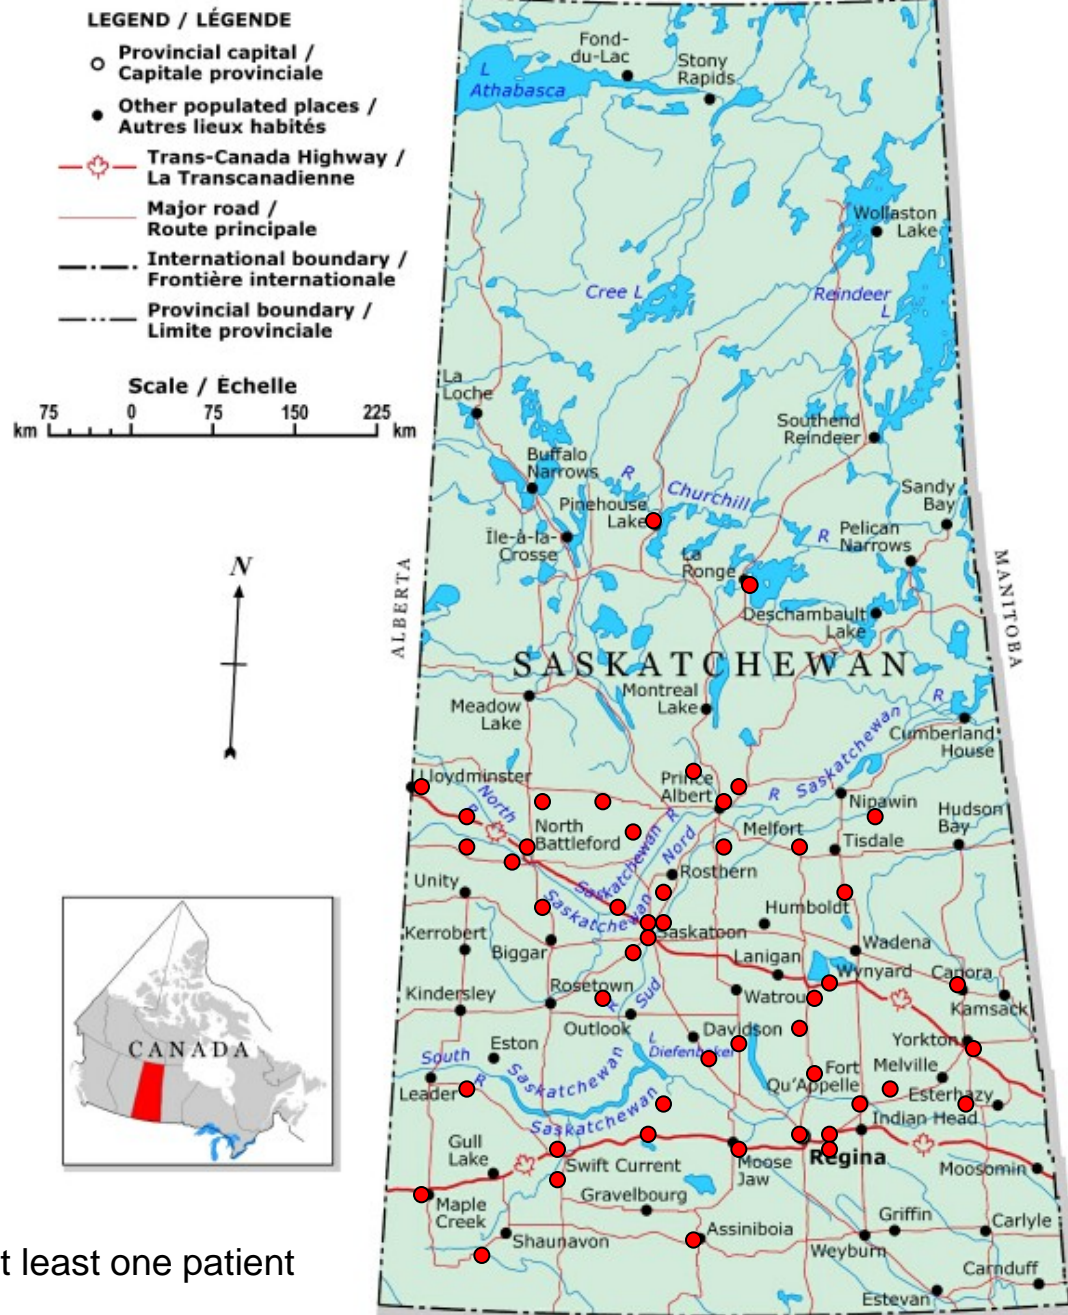 LEGEND / LÉGENDE
Provincial capital /
Capitale provinciale
Other populated places /
Autres lieux habités
Trans-Canada Highway /
La Transcanadienne
Major road /
Route principale
International boundary /
Frontière internationale
Provincial boundary /
Limite provinciale
Scale / Échelle
75 0 75 150 225
km km
N
ALBERTA
MANITOBA
SASKATCHEWAN
Fond-
du-Lac
Stony
Rapids
L
Athabasca
Wollaston
Lake
Cree L
Reindeer
L
La
Loche
Southend
Reindeer
Buffalo
Narrows
R
Churchill
R
Pinehouse
Lake
Sandy
Bay
Île-à-la-
Crosse
Pelican
Narrows
La
Ronge
Deschambault
Lake
Montreal
Lake
Meadow
Lake
R
Saskatchewan
R
Cumberland
House
Lloydminster
North
R
Prince
Albert
Nipawin
Hudson
Bay
North
Battleford
Saskatchewan R
Nord
Melfort
Tisdale
Rosthern
Unity
Saskatchewan
Humboldt
Kerrobert
Biggar
Saskatoon
Wadena
Lanigan
Wynyard
Canora
Kindersley
Rosetown
R
Sud
Watrou
Kamsack
Outlook
Davidson
Yorkton
Eston
L
Diefenbaker
South
R
Saskatchewan
Fort
Qu'Appelle
Melville
Leader
Esterhazy
Saskatchewan
Indian Head
Gull
Lake
Swift Current
Moose
Jaw
Regina
Moosomin
Maple
Creek
Gravelbourg
Shaunavon
Assiniboia
Griffin
Carlyle
Weyburn
Carnduff
Estevan
CANADA
t least one patient